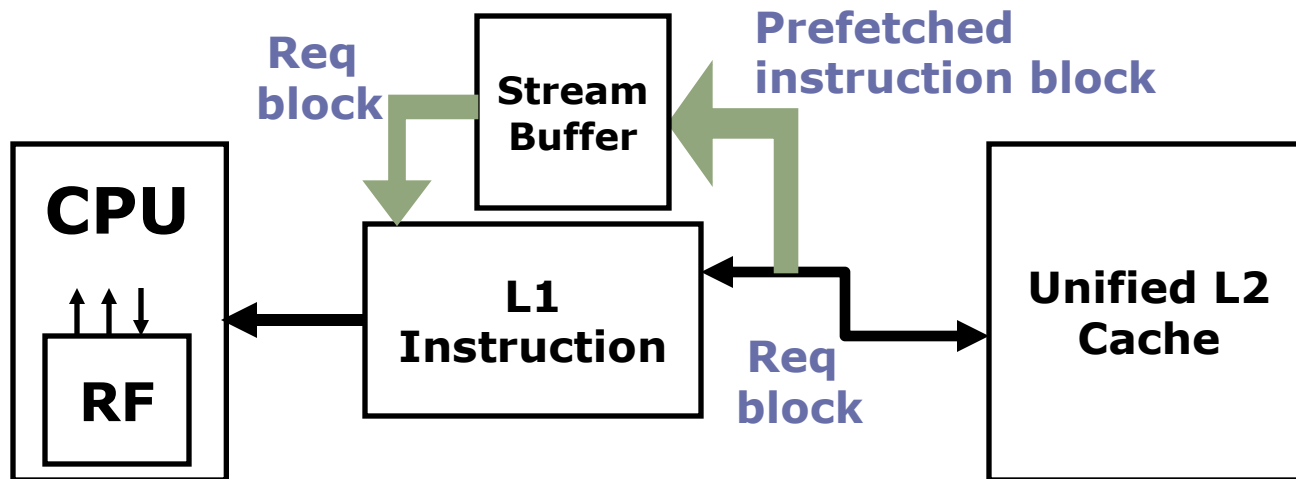 Req
block
Stream
Buffer
Prefetched
instruction block
CPU
RF
L1
Instruction
Req
block
Unified L2
Cache